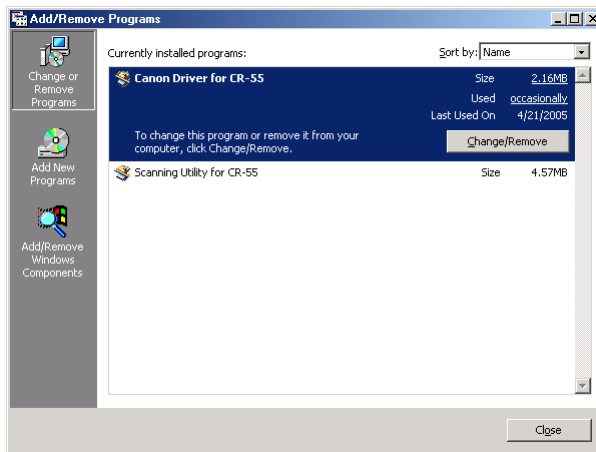 Add/Remove Programs
Change or
Remove
Programs
Add New
Programs
Add/Remove
Windows
Components
Currently installed programs:
Sort by: Name
Canon Driver for CR-55
Size 2.16MB
Used occasionally
Last Used On 4/21/2005
To change this program or remove it from your
computer, click Change/Remove.
Change/Remove
Scanning Utility for CR-55
Size 4.57MB
Close